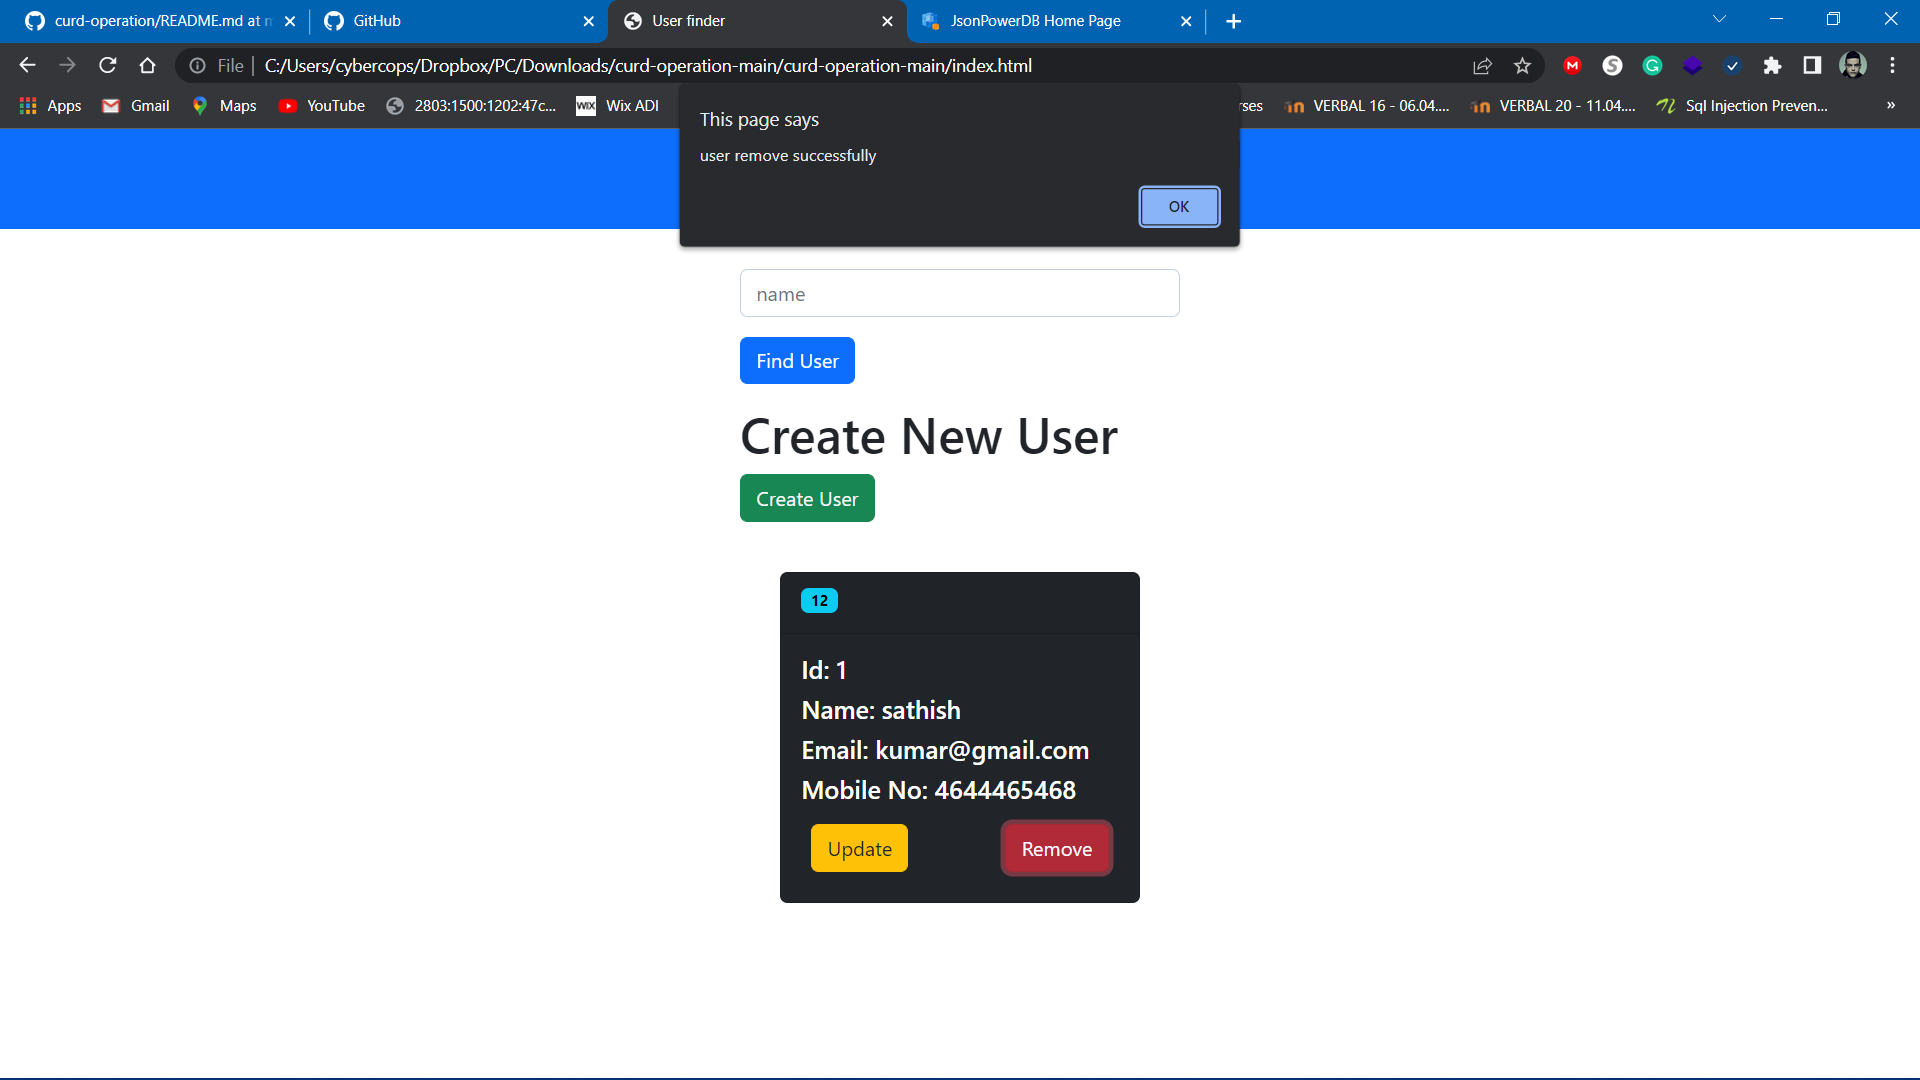 curd-operation/README.md at m
GitHub
User finder
JsonPowerDB Home Page
File
C:/Users/cybercops/Dropbox/PC/Downloads/curd-operation-main/curd-operation-main/index.html
Apps
Gmail
Maps
YouTube
2803:1500:1202:47c...
WIX
Wix ADI
rses
VERBAL 16 - 06.04....
VERBAL 20 - 11.04....
Sql Injection Preven...
»
This page says
user remove successfully
OK
name
Find User
Create New User
Create User
12
Id: 1
Name: sathish
Email: kumar@gmail.com
Mobile No: 4644465468
Update
Remove